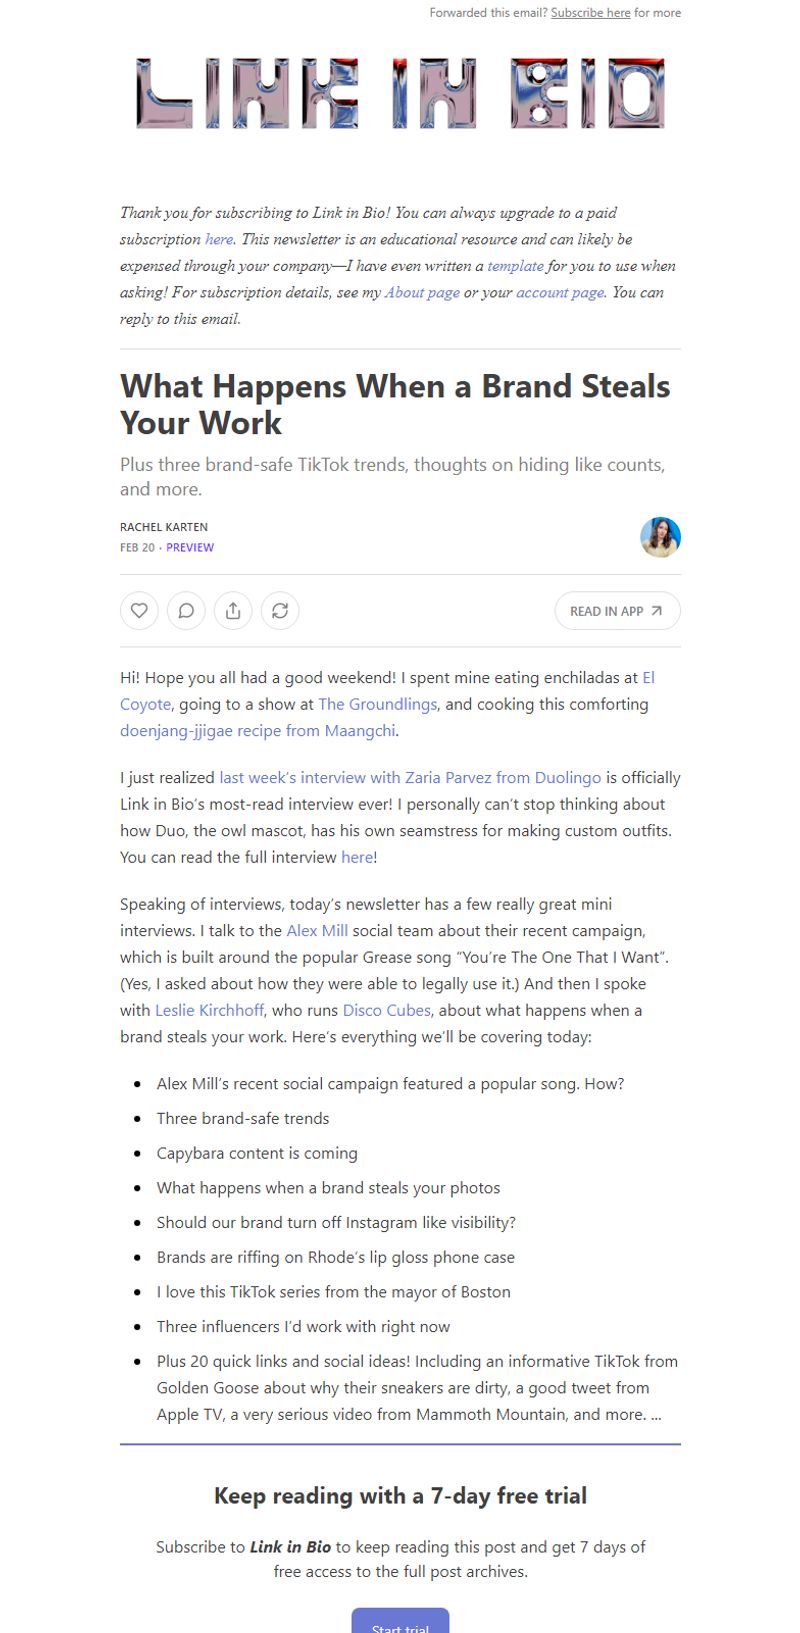 Forwarded this email? Subscribe here for more
LINK IN BIO
Thank you for subscribing to Link in Bio! You can always upgrade to a paid
subscription here. This newsletter is an educational resource and can likely be
expensed through your company—I have even written a template for you to use when
asking! For subscription details, see my About page or your account page. You can
reply to this email.
What Happens When a Brand Steals
Your Work
Plus three brand-safe TikTok trends, thoughts on hiding like counts,
and more.
RACHEL KARTEN
FEB 20 · PREVIEW
READ IN APP
Hi! Hope you all had a good weekend! I spent mine eating enchiladas at El
Coyote, going to a show at The Groundlings, and cooking this comforting
doenjang-jjigae recipe from Maangchi.
I just realized last week's interview with Zaria Parvez from Duolingo is officially
Link in Bio's most-read interview ever! I personally can't stop thinking about
how Duo, the owl mascot, has his own seamstress for making custom outfits.
You can read the full interview here!
Speaking of interviews, today's newsletter has a few really great mini
interviews. I talk to the Alex Mill social team about their recent campaign,
which is built around the popular Grease song "You're The One That I Want".
(Yes, I asked about how they were able to legally use it.) And then I spoke
with Leslie Kirchhoff, who runs Disco Cubes, about what happens when a
brand steals your work. Here's everything we'll be covering today:
• Alex Mill's recent social campaign featured a popular song. How?
• Three brand-safe trends
• Capybara content is coming
• What happens when a brand steals your photos
• Should our brand turn off Instagram like visibility?
• Brands are riffing on Rhode's lip gloss phone case
• I love this TikTok series from the mayor of Boston
• Three influencers I'd work with right now
• Plus 20 quick links and social ideas! Including an informative TikTok from
Golden Goose about why their sneakers are dirty, a good tweet from
Apple TV, a very serious video from Mammoth Mountain, and more. ...
Keep reading with a 7-day free trial
Subscribe to Link in Bio to keep reading this post and get 7 days of
free access to the full post archives.
Start trial